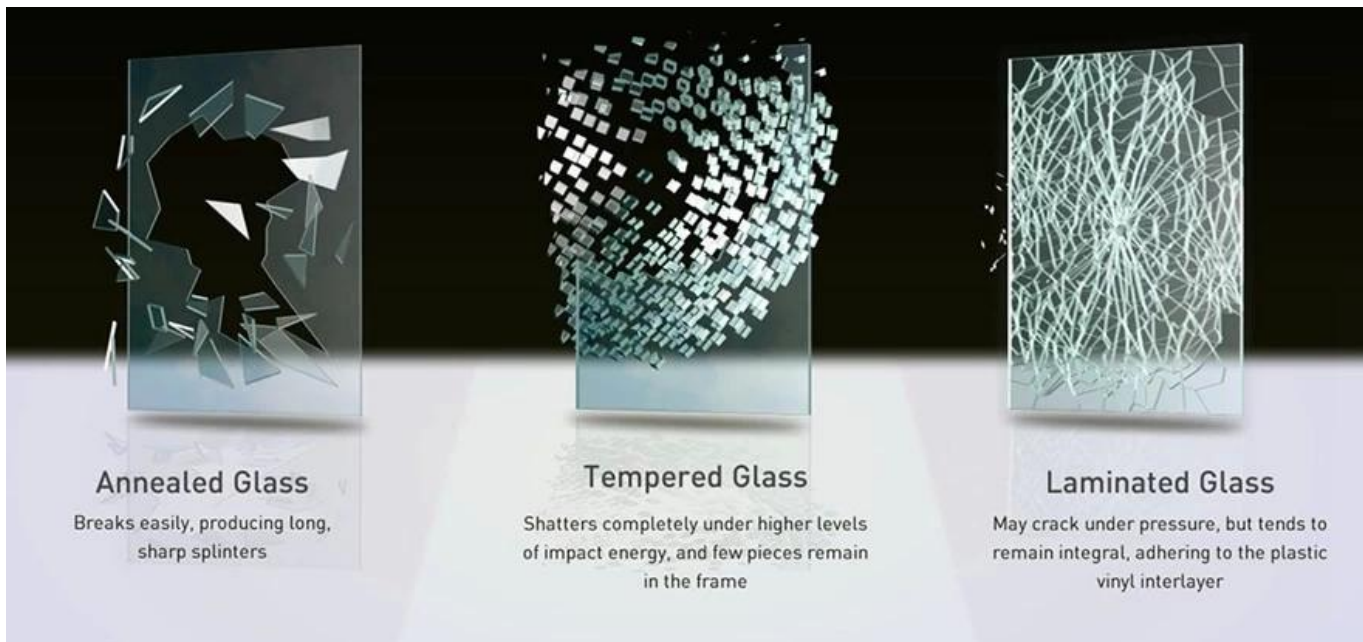 Annealed Glass
Breaks easily, producing long,
sharp splinters
Tempered Glass
Shatters completely under higher levels
of impact energy, and few pieces remain
in the frame
Laminated Glass
May crack under pressure, but tends to
remain integral, adhering to the plastic
vinyl interlayer